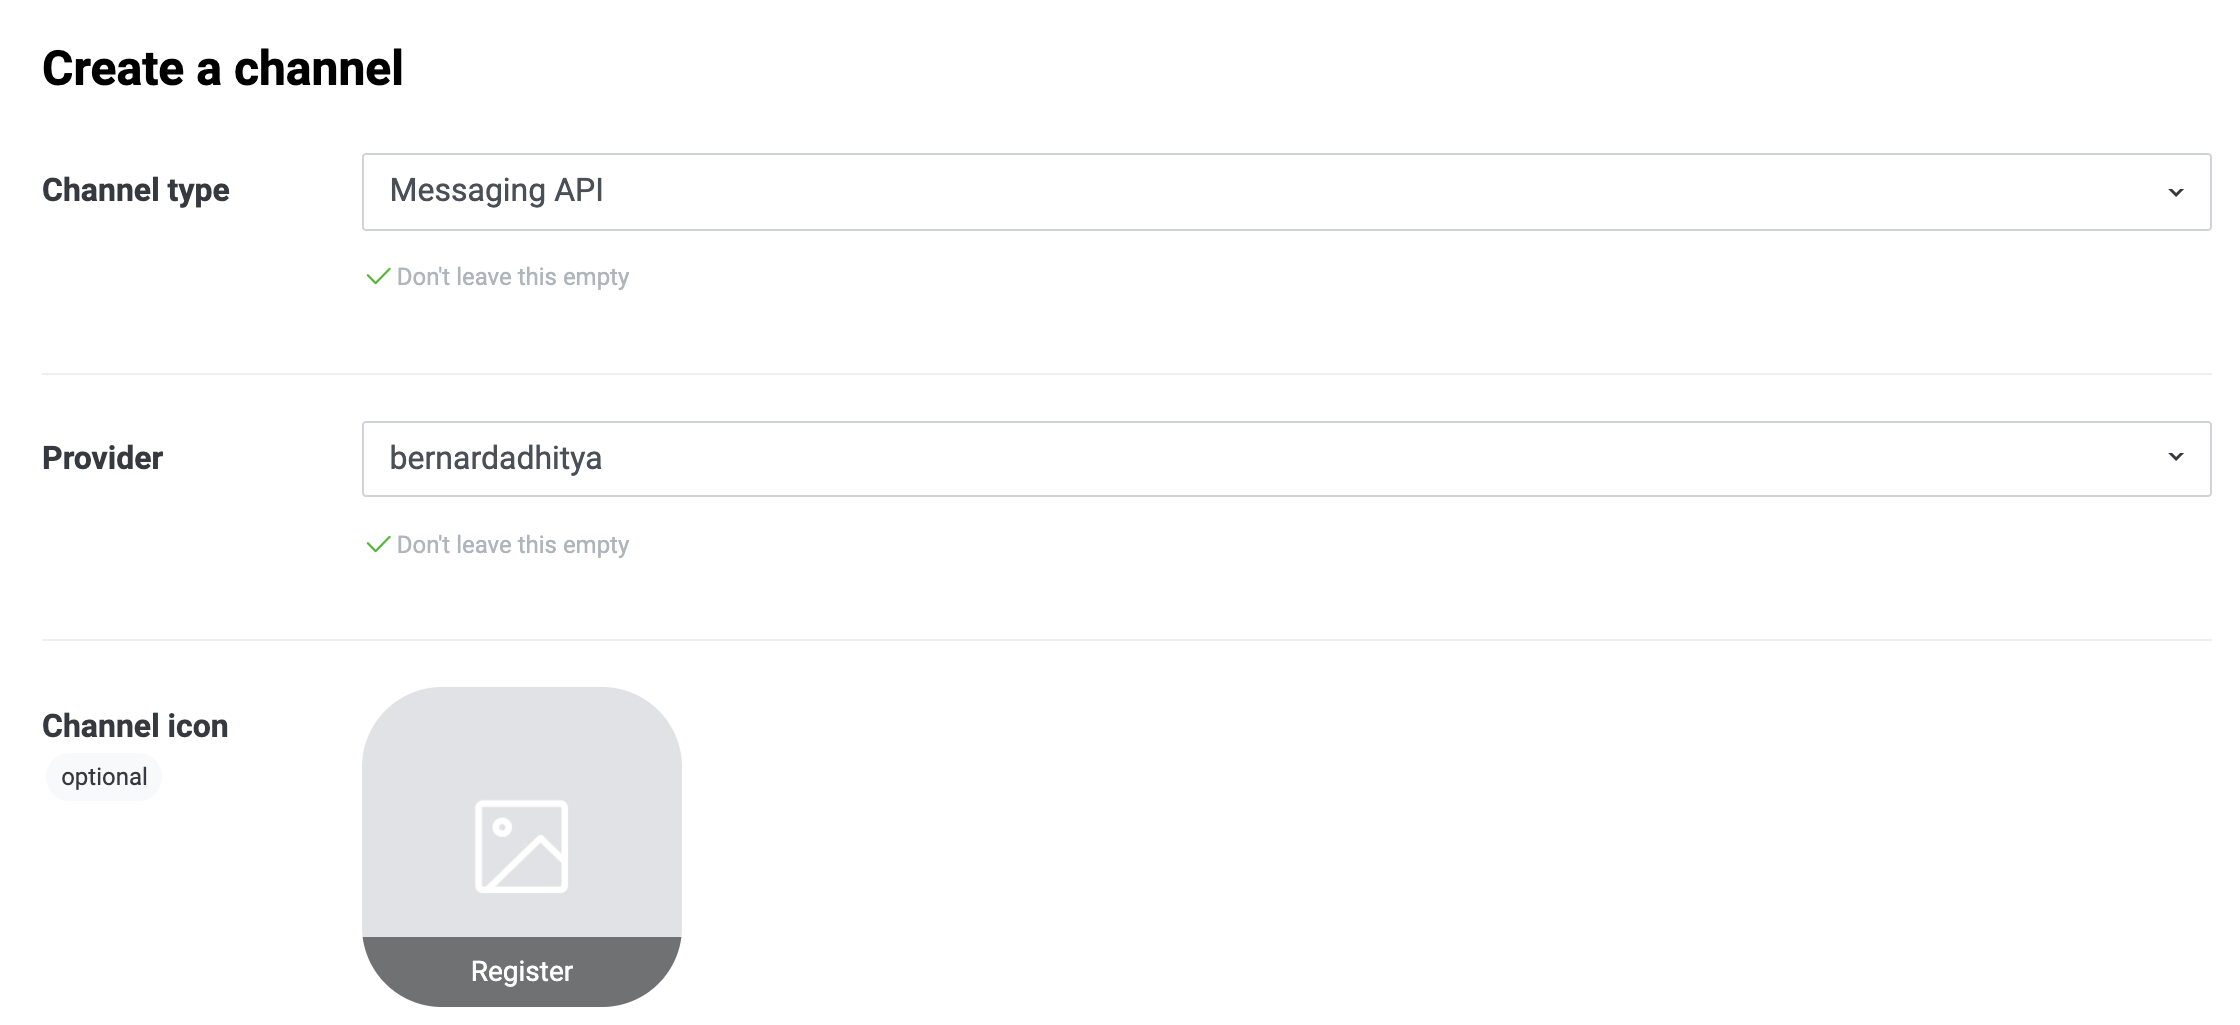 Create a channel
Channel type
Messaging API
Don't leave this empty
Provider
bernardadhitya
Don't leave this empty
Channel icon
optional
Register